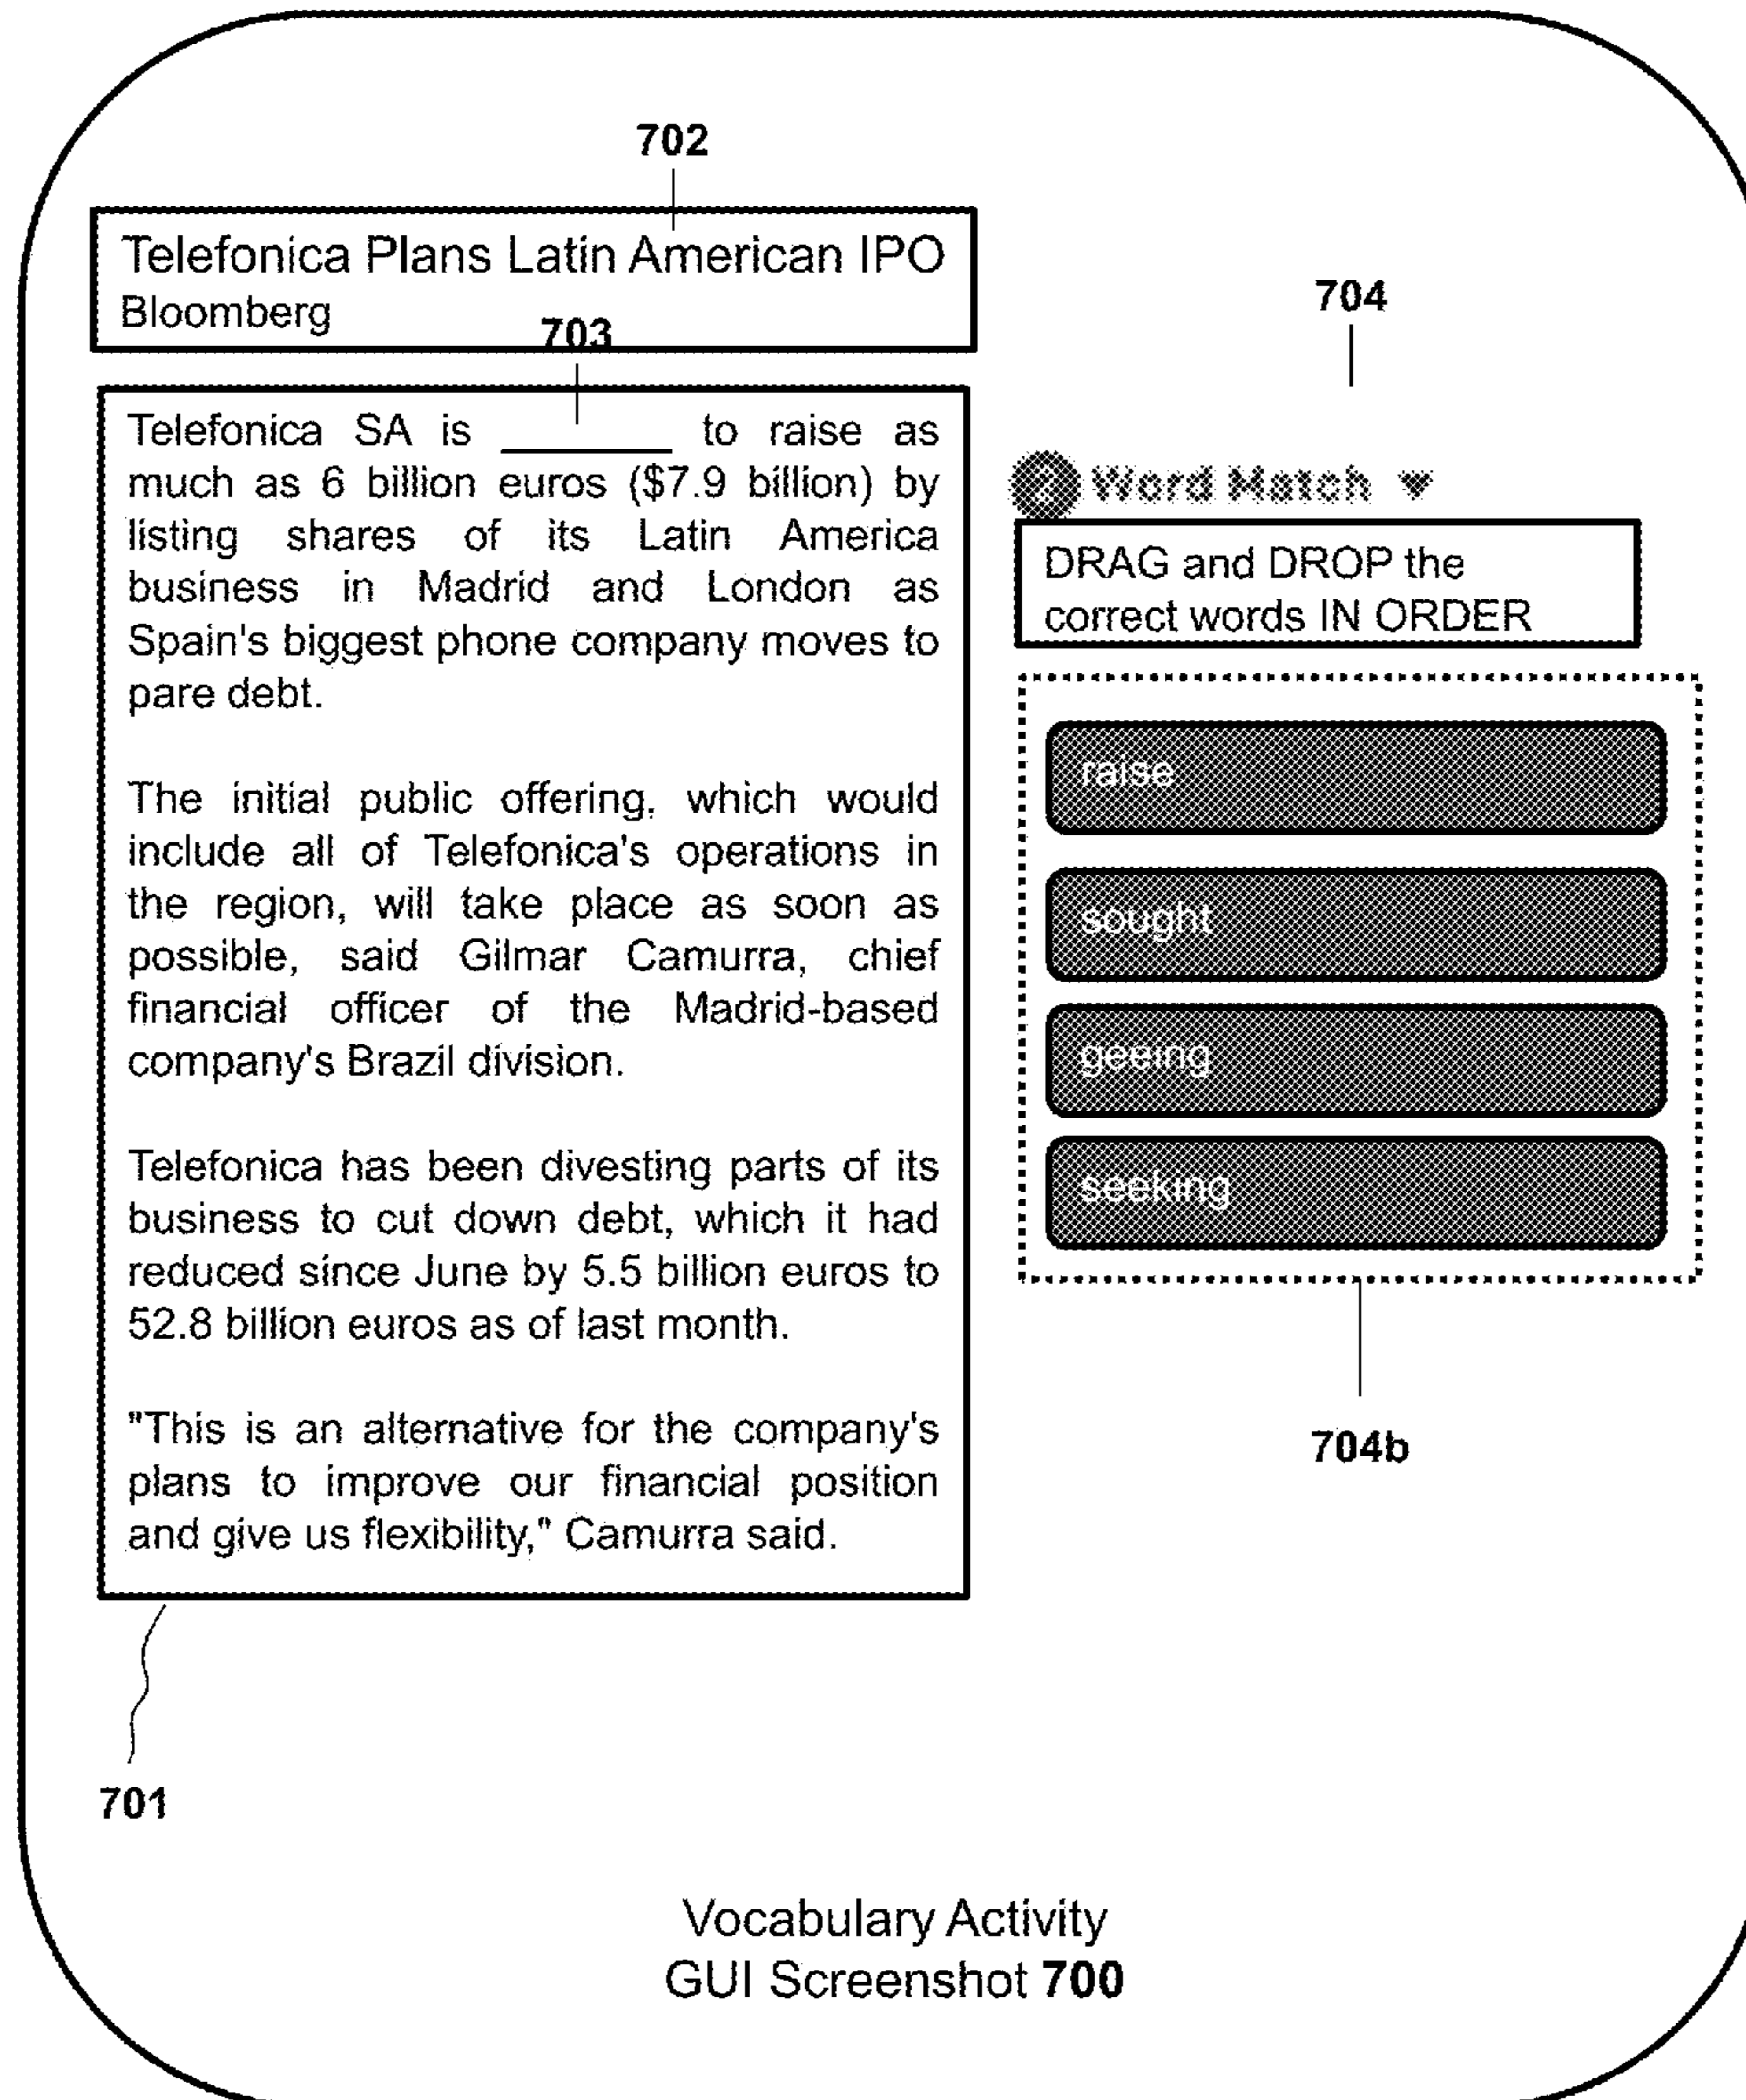 702
Telefonica Plans Latin American IPO
Bloomberg
703
Telefonica SA is ________ to raise as
much as 6 billion euros ($7.9 billion) by
listing shares of its Latin America
business in Madrid and London as
Spain's biggest phone company moves to
pare debt.
The initial public offering, which would
include all of Telefonica's operations in
the region, will take place as soon as
possible, said Gilmar Camurra, chief
financial officer of the Madrid-based
company's Brazil division.
Telefonica has been divesting parts of its
business to cut down debt, which it had
reduced since June by 5.5 billion euros to
52.8 billion euros as of last month.
"This is an alternative for the company's
plans to improve our financial position
and give us flexibility," Camurra said.
701
704
Word Match
DRAG and DROP the
correct words IN ORDER
raise
sought
geeing
seeking
704b
Vocabulary Activity
GUI Screenshot 700